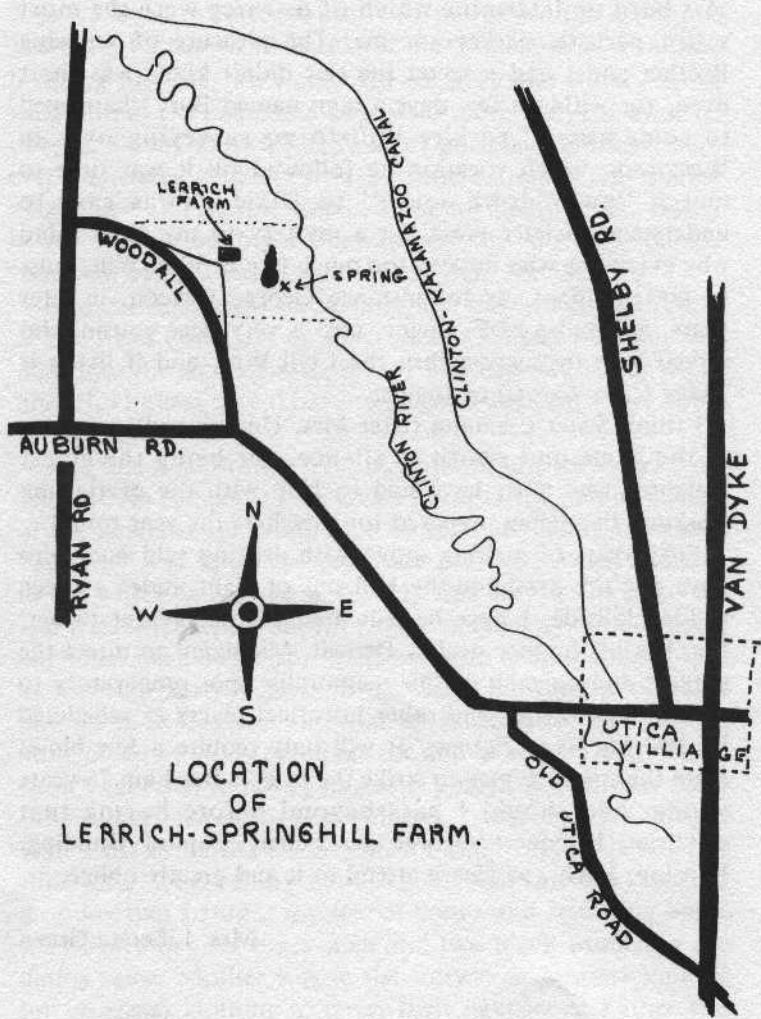 CLINTON-KALAMAZOO CANAL
SHELBY RD
VAN DYKE
LERRICH
FARM
WOODALL
SPRING
CLINTON RIVER
AUBURN RD.
RYAN RD
N
W
E
S
UTICA
VILLIAGE
OLD UTICA ROAD
LOCATION
OF
LERRICH-SPRINGHILL FARM.